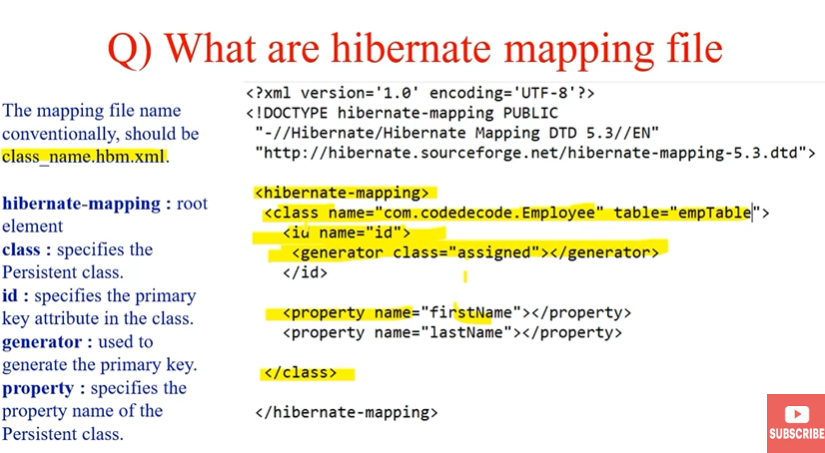 Q) What are hibernate mapping file
The mapping file name
conventionally, should be
class_name.hbm.xml.
hibernate-mapping : root
element
class : specifies the
Persistent class.
id : specifies the primary
key attribute in the class.
generator : used to
generate the primary key.
property : specifies the
property name of the
Persistent class.
<?xml version='1.0' encoding='UTF-8'?>
<!DOCTYPE hibernate-mapping PUBLIC
"-//Hibernate/Hibernate Mapping DTD 5.3//EN"
"http://hibernate.sourceforge.net/hibernate-mapping-5.3.dtd">
<hibernate-mapping>
<class name="com.codedecode.Employee" table="empTable">
<id name="id">
<generator class="assigned"></generator>
</id>
<property name="firstName"></property>
<property name="lastName"></property>
</class>
</hibernate-mapping>
SUBSCRIBE